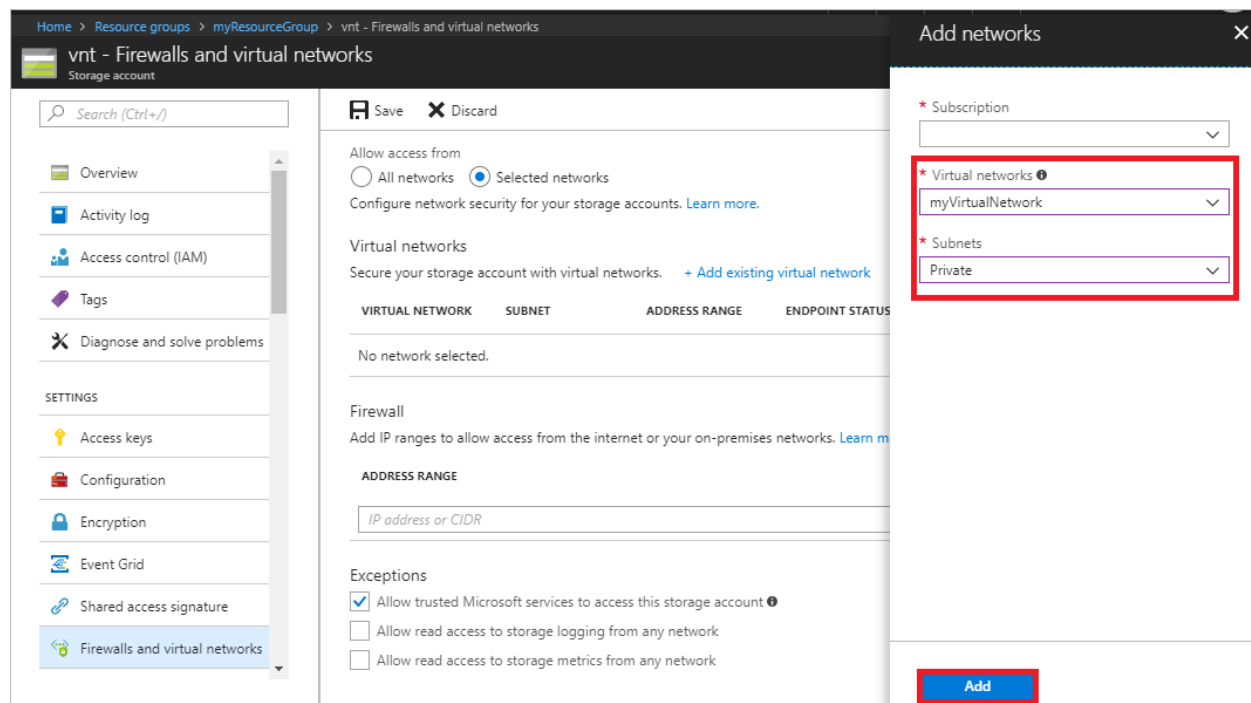 Home > Resource groups > myResourceGroup > vnt - Firewalls and virtual networks
vnt - Firewalls and virtual networks
Storage account
Search (Ctrl+/)
Overview
Activity log
Access control (IAM)
Tags
Diagnose and solve problems
SETTINGS
Access keys
Configuration
Encryption
Event Grid
Shared access signature
Firewalls and virtual networks
Save Discard
Allow access from
All networks Selected networks
Configure network security for your storage accounts. Learn more.
Virtual networks
Secure your storage account with virtual networks. + Add existing virtual network
VIRTUAL NETWORK SUBNET ADDRESS RANGE ENDPOINT STATUS
No network selected.
Firewall
Add IP ranges to allow access from the internet or your on-premises networks. Learn m
ADDRESS RANGE
IP address or CIDR
Exceptions
Allow trusted Microsoft services to access this storage account
Allow read access to storage logging from any network
Allow read access to storage metrics from any network
Add networks
* Subscription
* Virtual networks
myVirtualNetwork
* Subnets
Private
Add